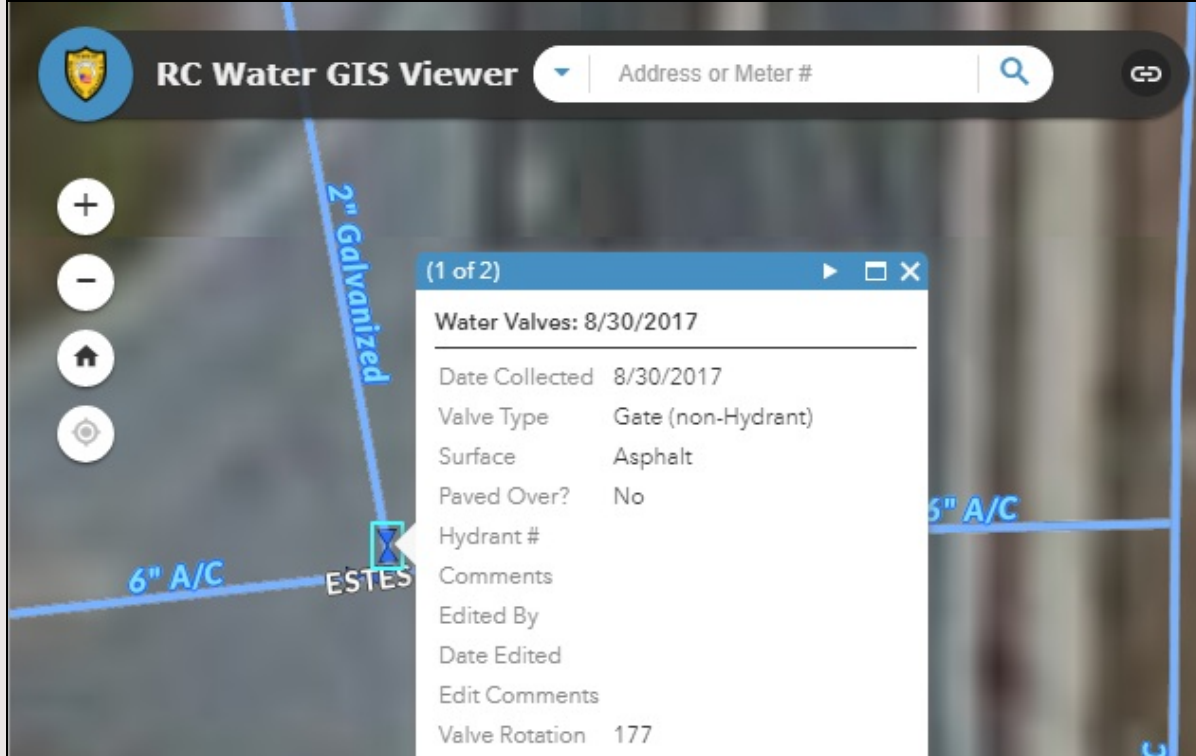 RC Water GIS Viewer
Address or Meter #
2" Galvanized
(1 of 2)
Water Valves: 8/30/2017
Date Collected 8/30/2017
Valve Type Gate (non-Hydrant)
Surface Asphalt
Paved Over? No
Hydrant #
Comments
Edited By
Date Edited
Edit Comments
Valve Rotation 177
6" A/C
ESTES
6" A/C
C